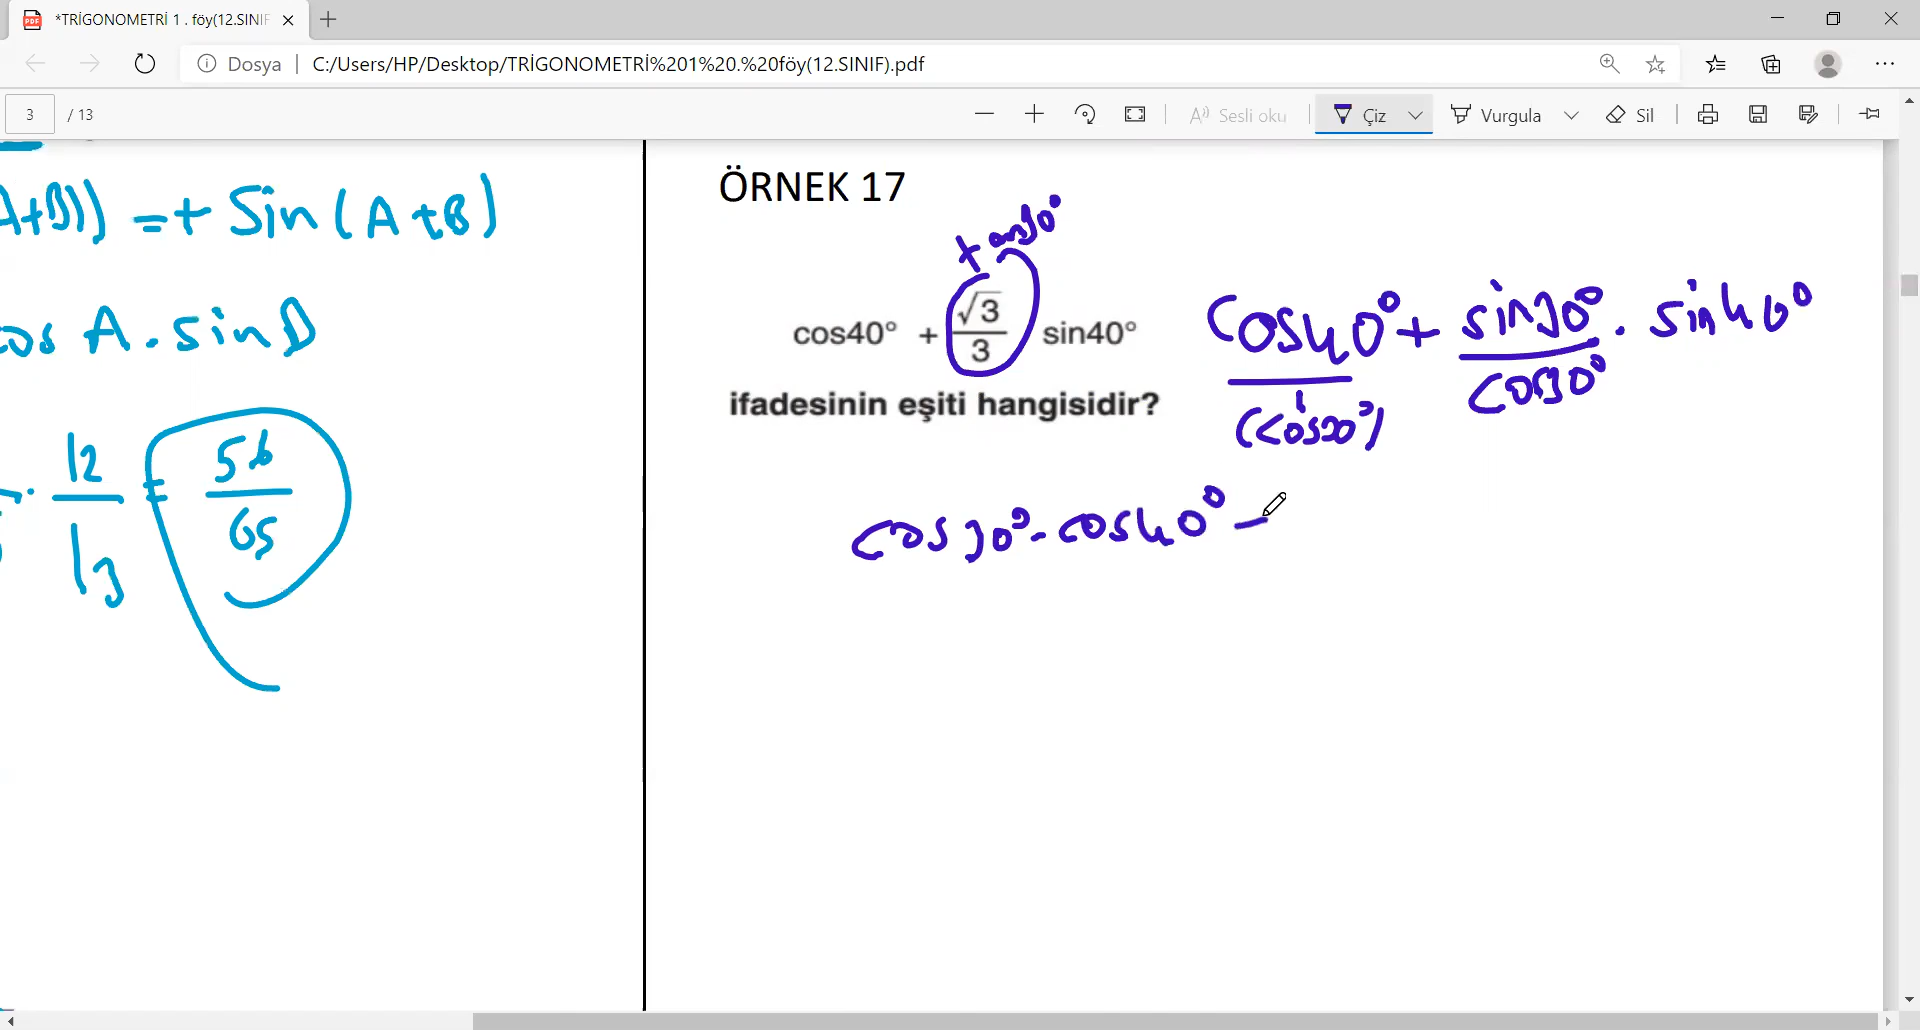 *TRİGONOMETRİ 1 . föy(12.SINIF
Dosya | C:/Users/HP/Desktop/TRİGONOMETRİ%201%20.%20föy(12.SINIF).pdf
3 / 13
Sesli oku
Çiz
Vurgula
Sil
A+B)) = + Sin (A+B)
cos A . sinB
12/13 = 56/65
ÖRNEK 17
tan30°
cos40° + √3/3 sin40°
ifadesinin eşiti hangisidir?
cos40° + sin30°/cos30° . sin40°
(cos30°)
cos30° . cos40° –